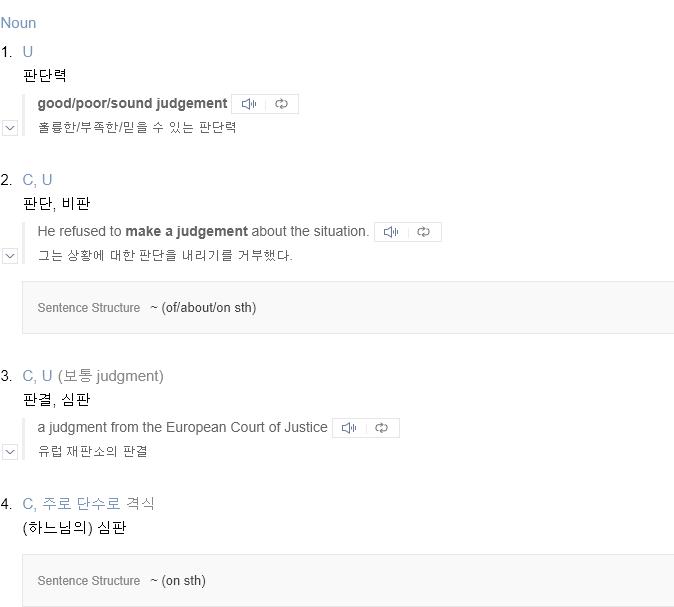 Noun
1. U
판단력
good/poor/sound judgement
훌륭한/부족한/믿을 수 있는 판단력
2. C, U
판단, 비판
He refused to make a judgement about the situation.
그는 상황에 대한 판단을 내리기를 거부했다.
Sentence Structure ~ (of/about/on sth)
3. C, U (보통 judgment)
판결, 심판
a judgment from the European Court of Justice
유럽 재판소의 판결
4. C, 주로 단수로 격식
(하느님의) 심판
Sentence Structure ~ (on sth)